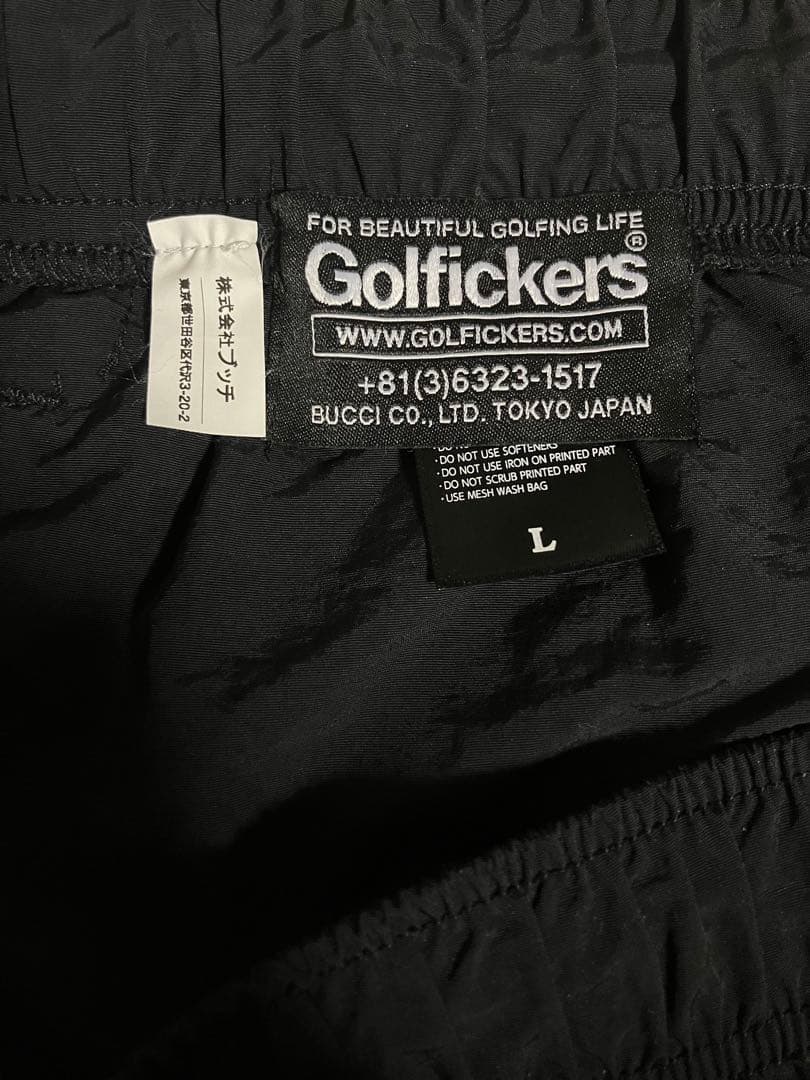 FOR BEAUTIFUL GOLFING LIFE
Golfickers®
WWW.GOLFICKERS.COM
+81(3)6323-1517
BUCCI CO., LTD. TOKYO JAPAN
株式会社ブッチ
東京都世田谷区代沢3-20-2
·DO NOT USE SOFTENERS
·DO NOT USE IRON ON PRINTED PART
·DO NOT SCRUB PRINTED PART
·USE MESH WASH BAG
L